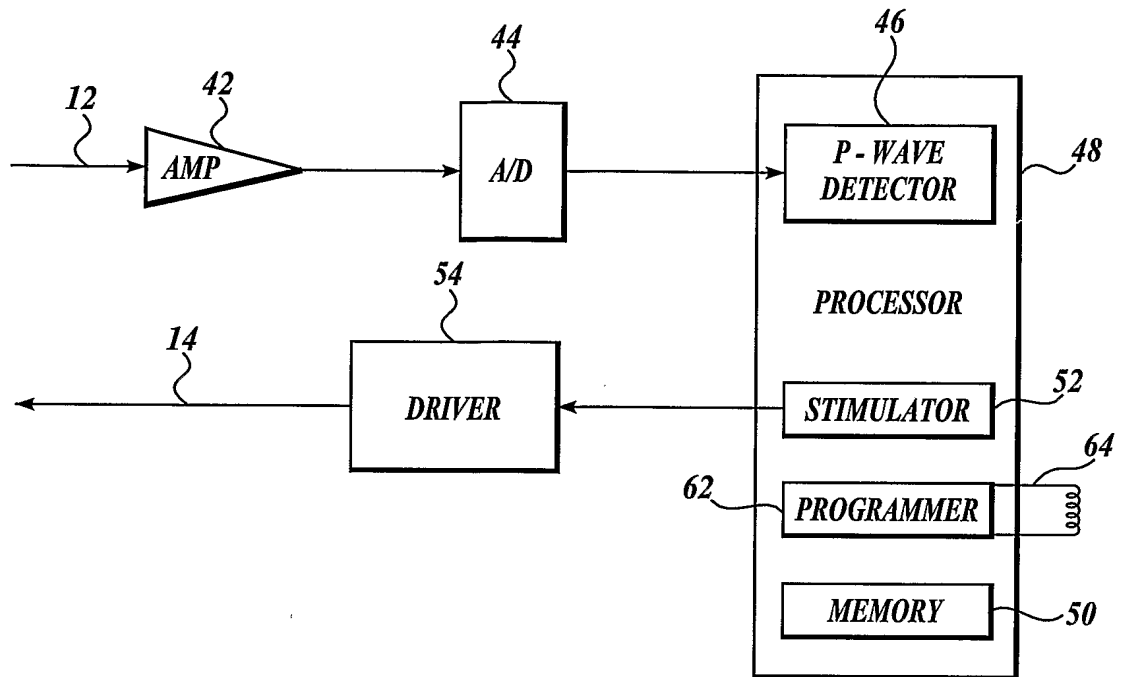 12
42
AMP
44
A/D
46
P - WAVE
DETECTOR
48
PROCESSOR
14
54
DRIVER
STIMULATOR
52
64
62
PROGRAMMER
MEMORY
50